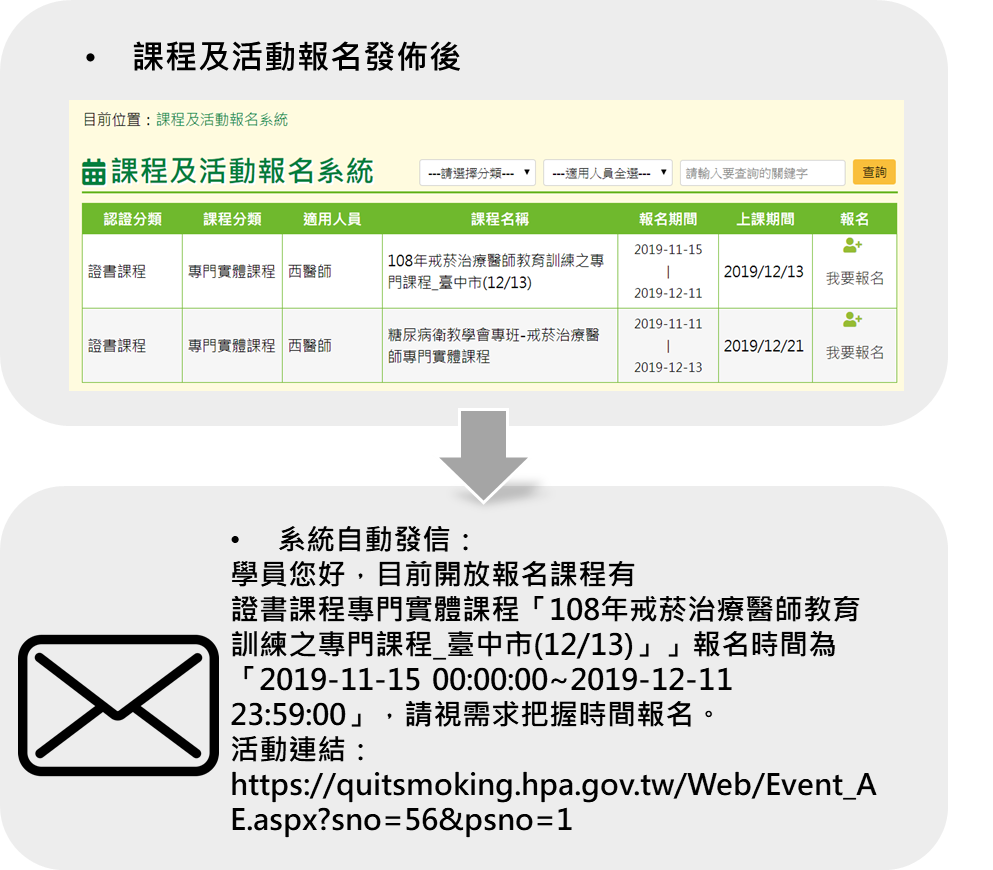 • 課程及活動報名發佈後
目前位置：課程及活動報名系統
課程及活動報名系統 ---請選擇分類--- ---適用人員全選--- 請輸入要查詢的關鍵字 查詢
認證分類 課程分類 適用人員 課程名稱 報名期間 上課期間 報名
證書課程 專門實體課程 西醫師 108年戒菸治療醫師教育訓練之專 2019-11-15 2019/12/13 我要報名
門課程_臺中市(12/13) |
2019-12-11
證書課程 專門實體課程 西醫師 糖尿病衛教學會專班-戒菸治療醫 2019-11-11 2019/12/21 我要報名
師專門實體課程 |
2019-12-13
• 系統自動發信：
學員您好，目前開放報名課程有
證書課程專門實體課程「108年戒菸治療醫師教育
訓練之專門課程_臺中市(12/13)」」報名時間為
「2019-11-15 00:00:00~2019-12-11
23:59:00」，請視需求把握時間報名。
活動連結：
https://quitsmoking.hpa.gov.tw/Web/Event_A
E.aspx?sno=56&psno=1